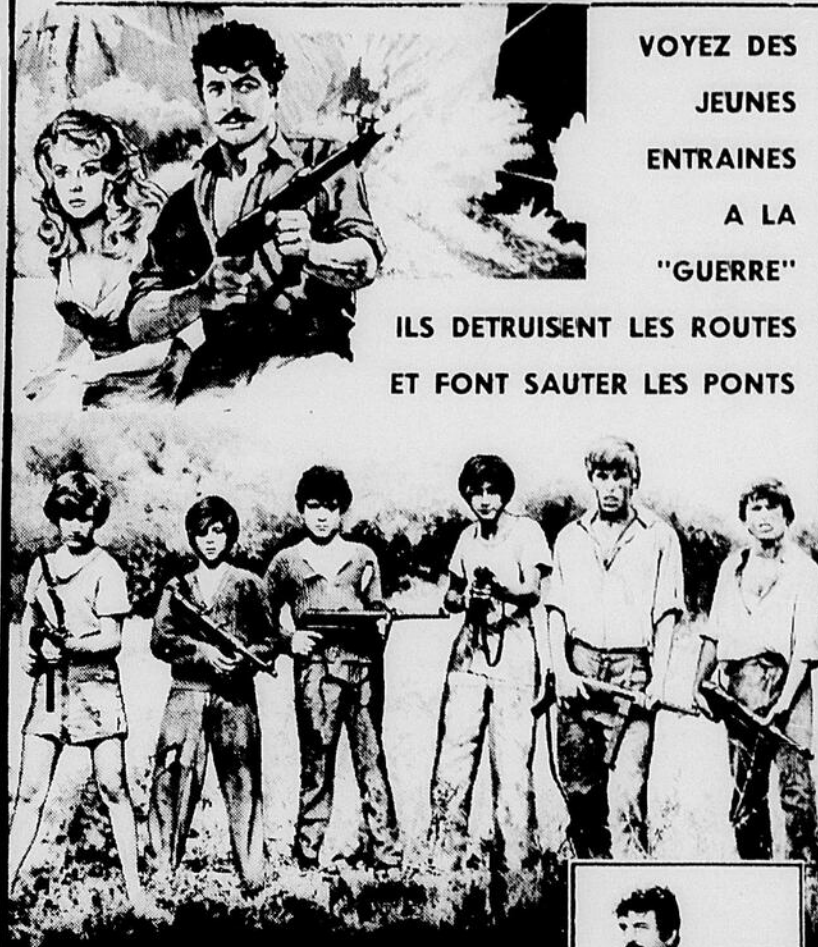 VOYEZ DES
JEUNES
ENTRAINES
A LA
"GUERRE"
ILS DETRUISENT LES ROUTES
ET FONT SAUTER LES PONTS